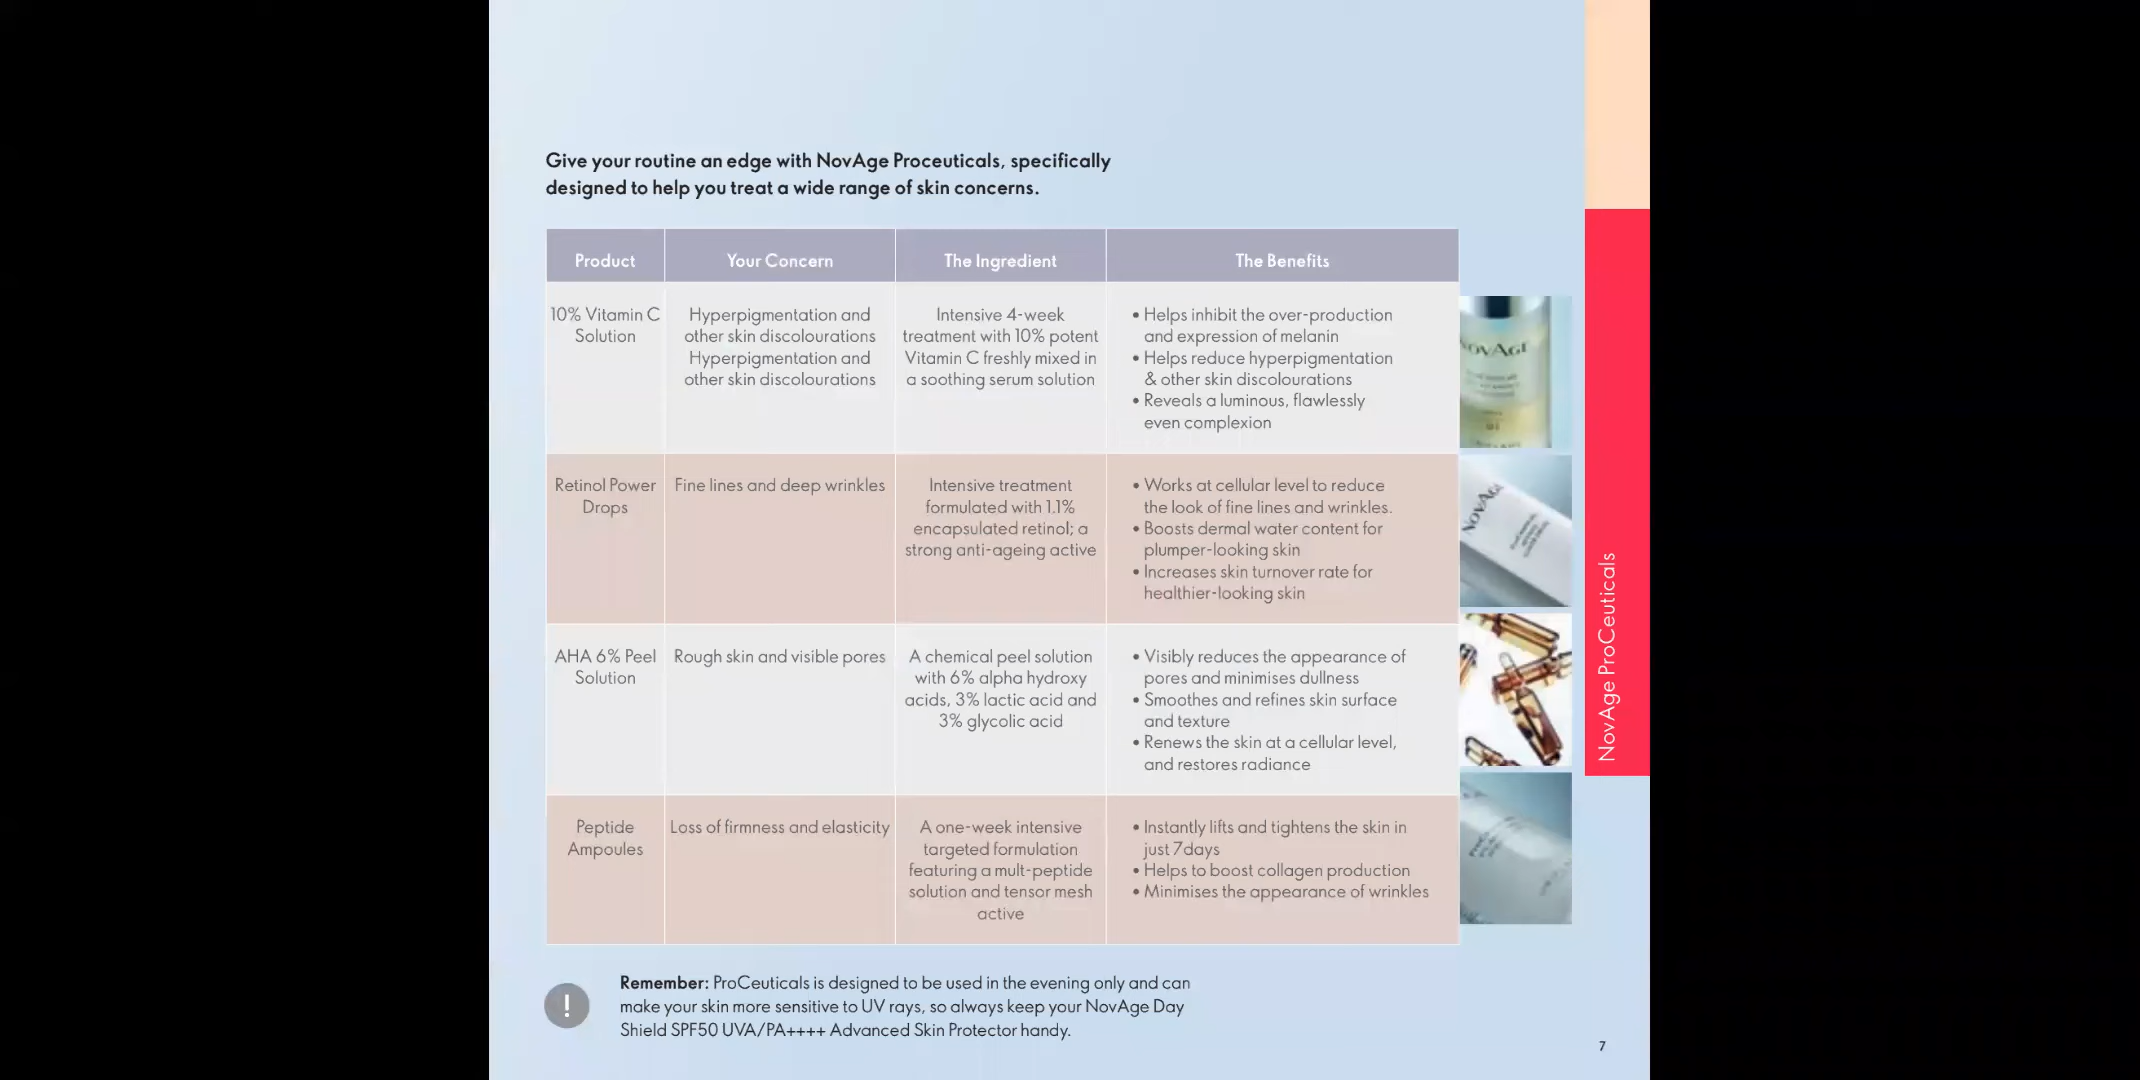 Give your routine an edge with NovAge Proceuticals, specifically
designed to help you treat a wide range of skin concerns.
Product
Your Concern
The Ingredient
The Benefits
10% Vitamin C
Solution
Hyperpigmentation and
other skin discolourations
Hyperpigmentation and
other skin discolourations
Intensive 4-week
treatment with 10% potent
Vitamin C freshly mixed in
a soothing serum solution
• Helps inhibit the over-production
and expression of melanin
• Helps reduce hyperpigmentation
& other skin discolourations
• Reveals a luminous, flawlessly
even complexion
NOVAGE
Retinol Power
Drops
Fine lines and deep wrinkles
Intensive treatment
formulated with 1.1%
encapsulated retinol; a
strong anti-ageing active
• Works at cellular level to reduce
the look of fine lines and wrinkles.
• Boosts dermal water content for
plumper-looking skin
• Increases skin turnover rate for
healthier-looking skin
NOVAGE
AHA 6% Peel
Solution
Rough skin and visible pores
A chemical peel solution
with 6% alpha hydroxy
acids, 3% lactic acid and
3% glycolic acid
• Visibly reduces the appearance of
pores and minimises dullness
• Smoothes and refines skin surface
and texture
• Renews the skin at a cellular level,
and restores radiance
Peptide
Ampoules
Loss of firmness and elasticity
A one-week intensive
targeted formulation
featuring a mult-peptide
solution and tensor mesh
active
• Instantly lifts and tightens the skin in
just 7days
• Helps to boost collagen production
• Minimises the appearance of wrinkles
NovAge ProCeuticals
!
Remember: ProCeuticals is designed to be used in the evening only and can
make your skin more sensitive to UV rays, so always keep your NovAge Day
Shield SPF50 UVA/PA++++ Advanced Skin Protector handy.
7